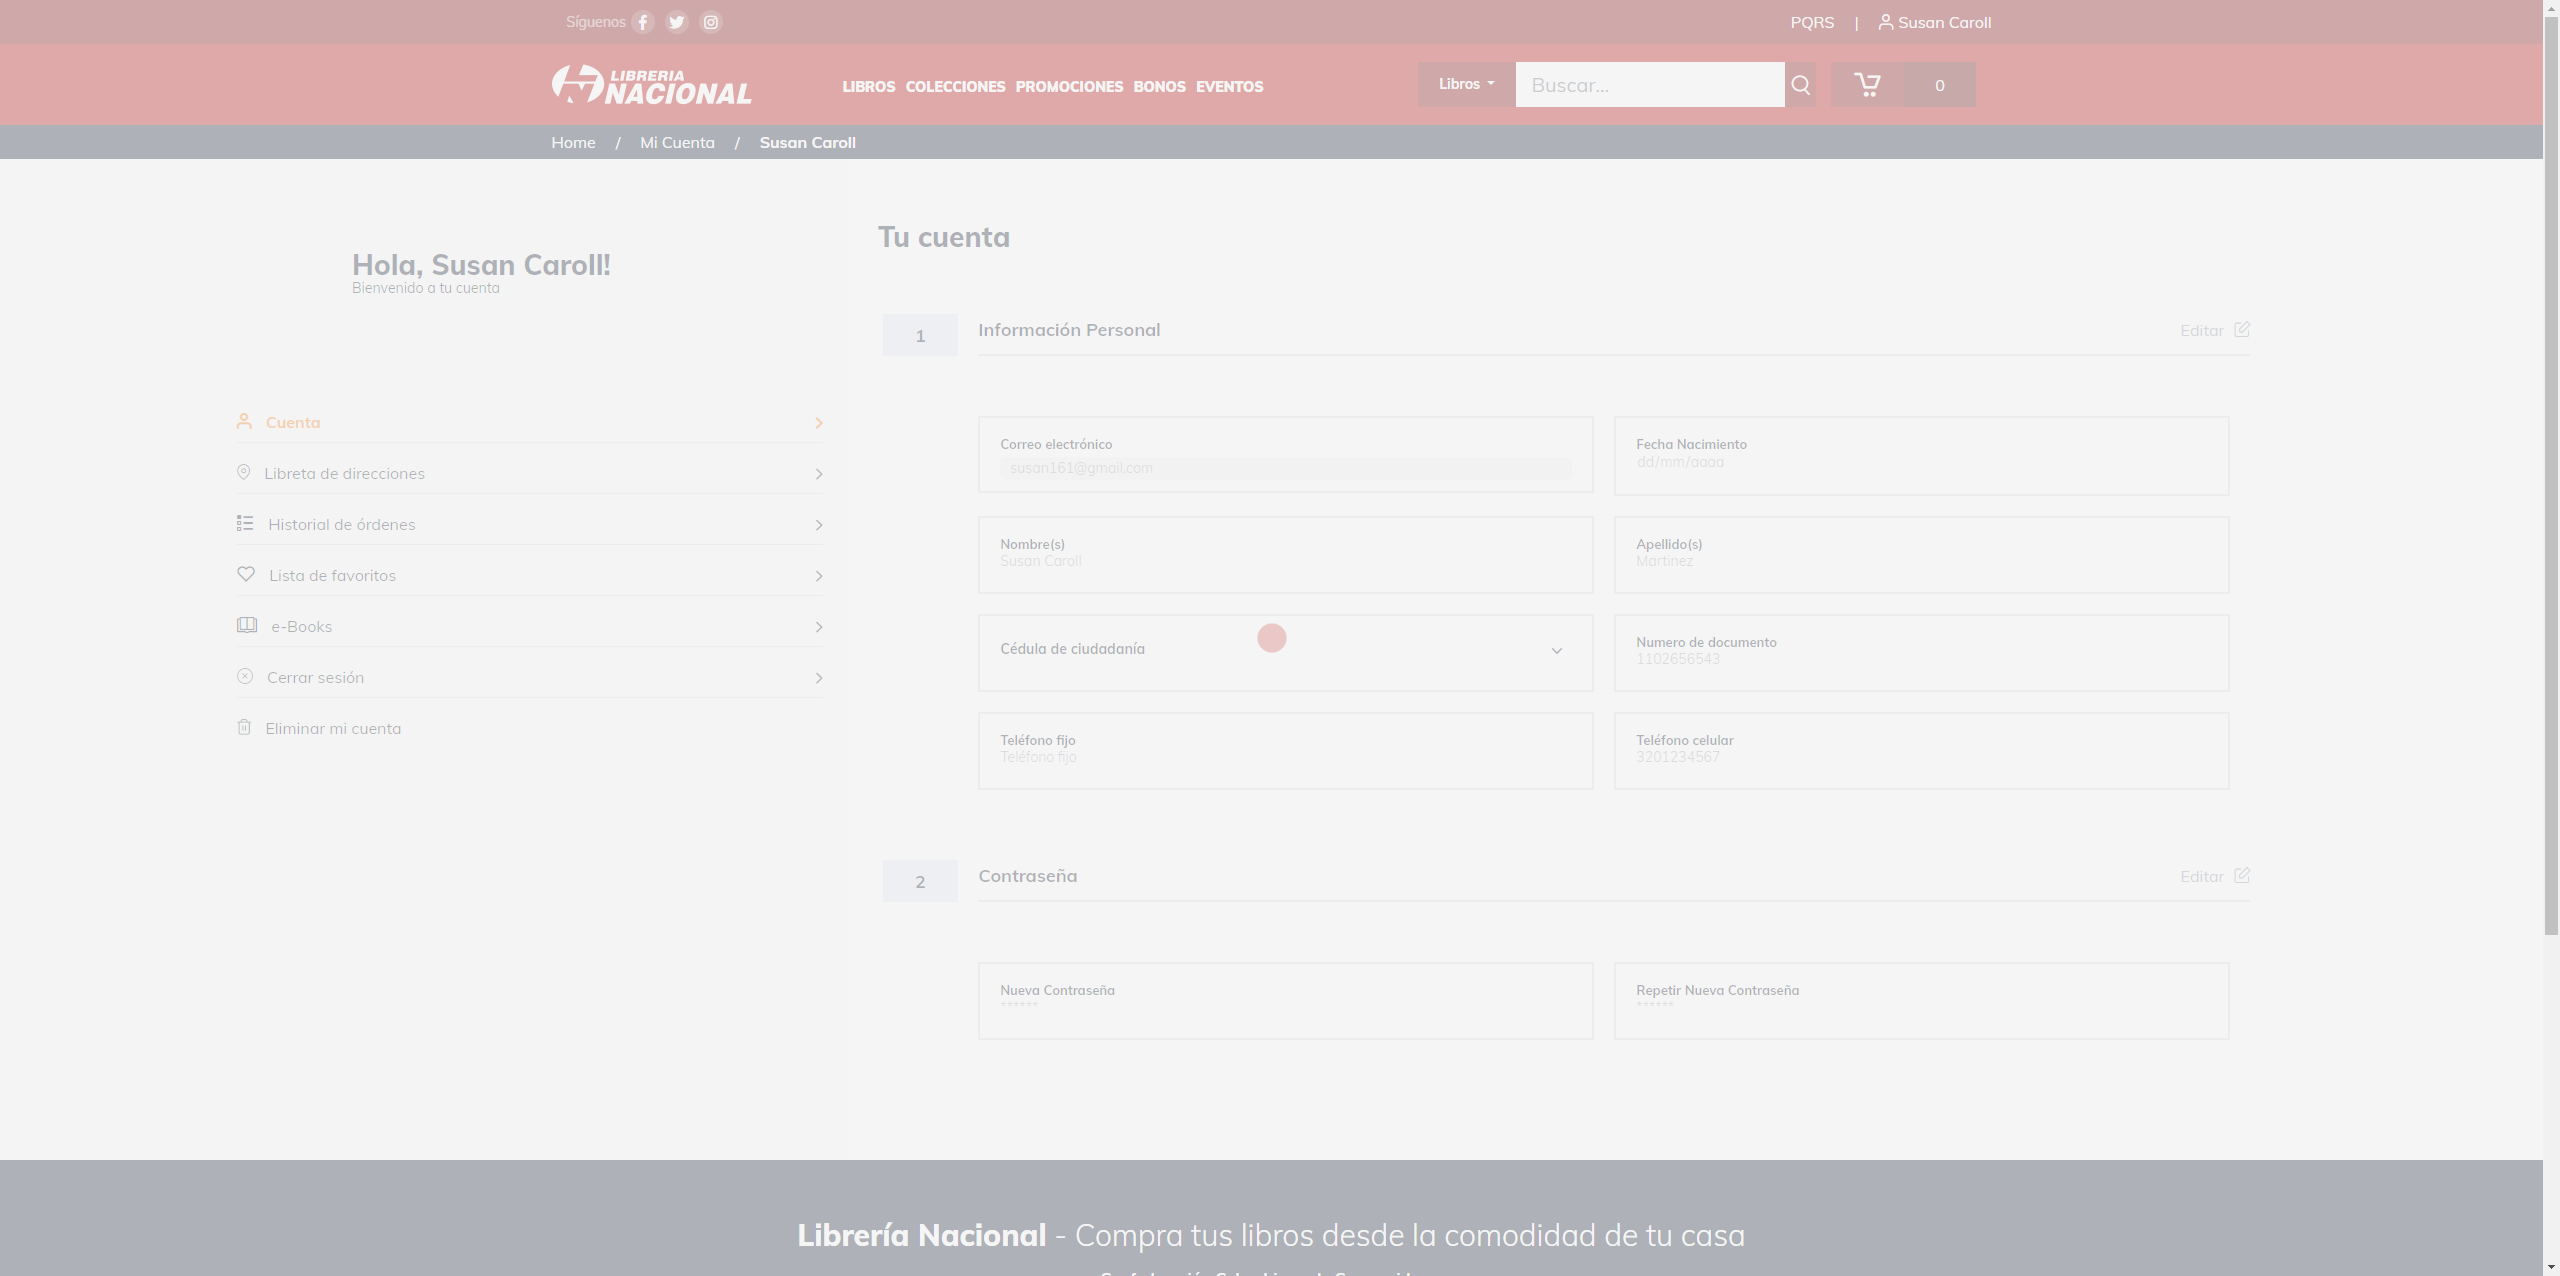 Síguenos
PQRS | Susan Caroll
LIBRERIA
NACIONAL
LIBROS COLECCIONES PROMOCIONES BONOS EVENTOS
Libros Buscar... 0
Home / Mi Cuenta / Susan Caroll
Hola, Susan Caroll!
Bienvenido a tu cuenta
Cuenta
Libreta de direcciones
Historial de órdenes
Lista de favoritos
e-Books
Cerrar sesión
Eliminar mi cuenta
Tu cuenta
1 Información Personal Editar
Correo electrónico
susan161@gmail.com
Fecha Nacimiento
dd/mm/aaaa
Nombre(s)
Susan Caroll
Apellido(s)
Martinez
Cédula de ciudadanía
Numero de documento
1102656543
Teléfono fijo
Teléfono fijo
Teléfono celular
3201234567
2 Contraseña Editar
Nueva Contraseña
******
Repetir Nueva Contraseña
******
Librería Nacional - Compra tus libros desde la comodidad de tu casa